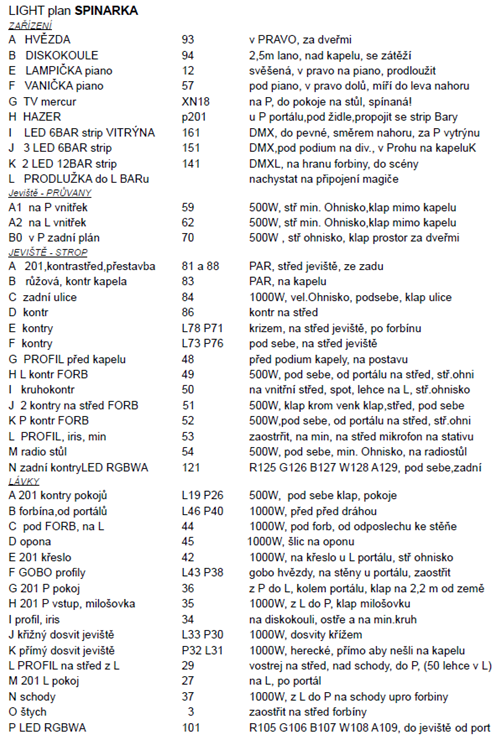 LIGHT plan SPINARKA
ZAŘÍZENÍ
A HVĚZDA 93 v PRAVO, za dveřmi
B DISKOKOULE 94 2,5m lano, nad kapelu, se zátěží
E LAMPIČKA piano 12 svěšená, v pravo na piano, prodloužit
F VANIČKA piano 57 pod piano, v pravo dolů, míří do leva nahoru
G TV mercur XN18 na P, do pokoje na stůl, spínaná!
H HAZER p201 u P portálu,pod židle,propojit se strip Bary
I LED 6BAR strip VITRÝNA 161 DMX, do pevné, směrem nahoru, za P vytrýnu
J 3 LED 6BAR strip 151 DMX,pod podium na div., v Prohu na kapeluK
K 2 LED 12BAR strip 141 DMXL, na hranu forbiny, do scény
L PRODLUŽKA do L BARu nachystat na připojení magiče
Jeviště - PRŮVANY
A1 na P vnitřek 59 500W, stř min. Ohnisko,klap mimo kapelu
A2 na L vnitřek 62 500W, stř min. Ohnisko,klap mimo kapelu
B0 v P zadní plán 70 500W , stř ohnisko, klap prostor za dveřmi
JEVIŠTĚ - STROP
A 201,kontrastřed,přestavba 81 a 88 PAR, střed jeviště, ze zadu
B růžová, kontr kapela 83 PAR, na kapelu
C zadní ulice 84 1000W, vel.Ohnisko, podsebe, klap ulice
D kontr 86 kontr na střed
E kontry L78 P71 krizem, na střed jeviště, po forbínu
F kontry L73 P76 pod sebe, na střed jeviště
G PROFIL před kapelu 48 před podium kapely, na postavu
H L kontr FORB 49 500W, pod sebe, od portálu na střed, stř.ohni
I kruhokontr 50 na vnitřní střed, spot, lehce na L, stř.ohnisko
J 2 kontry na střed FORB 51 500W, klap krom venk klap,střed, pod sebe
K P kontr FORB 52 500W,pod sebe, od portálu na střed, stř.ohni
L PROFIL, iris, min 53 zaostřit, na min, na střed mikrofon na stativu
M radio stůl 54 500W, pod sebe, min. Ohnisko, na radiostůl
N zadní kontryLED RGBWA 121 R125 G126 B127 W128 A129, pod sebe,zadní
LÁVKY
A 201 kontry pokojů L19 P26 500W, pod sebe klap, pokoje
B forbína,od portálů L46 P40 1000W, před před dráhou
C pod FORB, na L 44 1000W, pod forb, od odposlechu ke stěňe
D opona 45 1000W, šlic na oponu
E 201 křeslo 42 1000W, na křeslo u L portálu, stř ohnisko
F GOBO profily L43 P38 gobo hvězdy, na stěny u portálu, zaostřit
G 201 P pokoj 36 z P do L, kolem portálu, klap na 2,2 m od země
H 201 P vstup, milošovka 35 1000W, z L do P, klap milošovku
I profil, iris 34 na diskokouli, ostře a na min.kruh
J křižný dosvit jeviště L33 P30 1000W, dosvity křížem
K přímý dosvit jeviště P32 L31 1000W, herecké, přímo aby nešli na kapelu
L PROFIL na střed z L 29 vostrej na střed, nad schody, do P, (50 lehce v L)
M 201 L pokoj 27 na L, po portál
N schody 37 1000W, z L do P na schody upro forbiny
O štych 3 zaostřit na střed forbíny
P LED RGBWA 101 R105 G106 B107 W108 A109, do jeviště od port